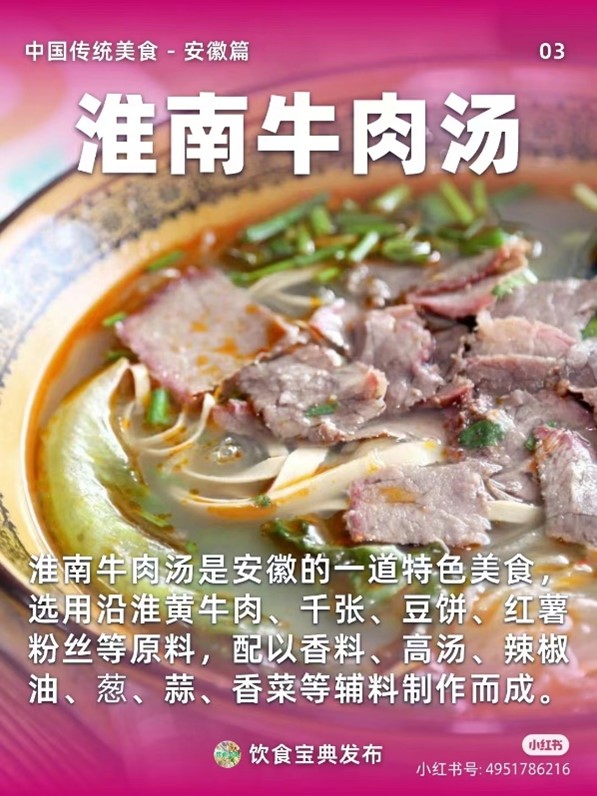 中国传统美食 - 安徽篇
03
淮南牛肉汤
淮南牛肉汤是安徽的一道特色美食，
选用沿淮黄牛肉、千张、豆饼、红薯
粉丝等原料，配以香料、高汤、辣椒
油、葱、蒜、香菜等辅料制作而成。
饮食宝典发布
小红书
小红书号: 4951786216